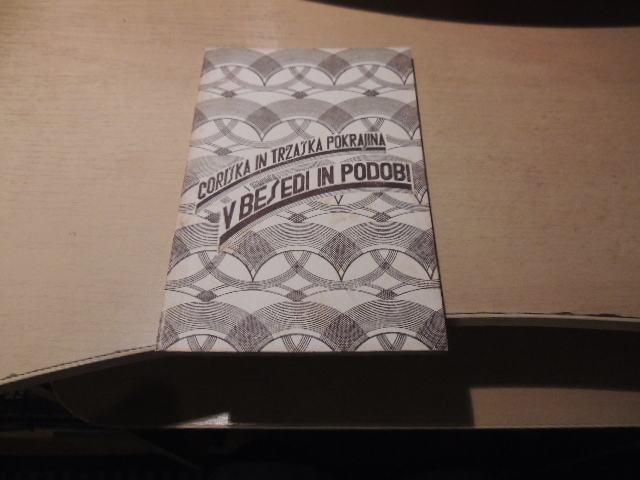 GORIŠKA IN TRŽAŠKA POKRAJINA
V BESEDI IN PODOBI